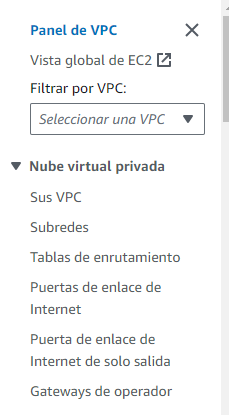 Panel de VPC
Vista global de EC2
Filtrar por VPC:
Seleccionar una VPC
Nube virtual privada
Sus VPC
Subredes
Tablas de enrutamiento
Puertas de enlace de
Internet
Puerta de enlace de
Internet de solo salida
Gateways de operador